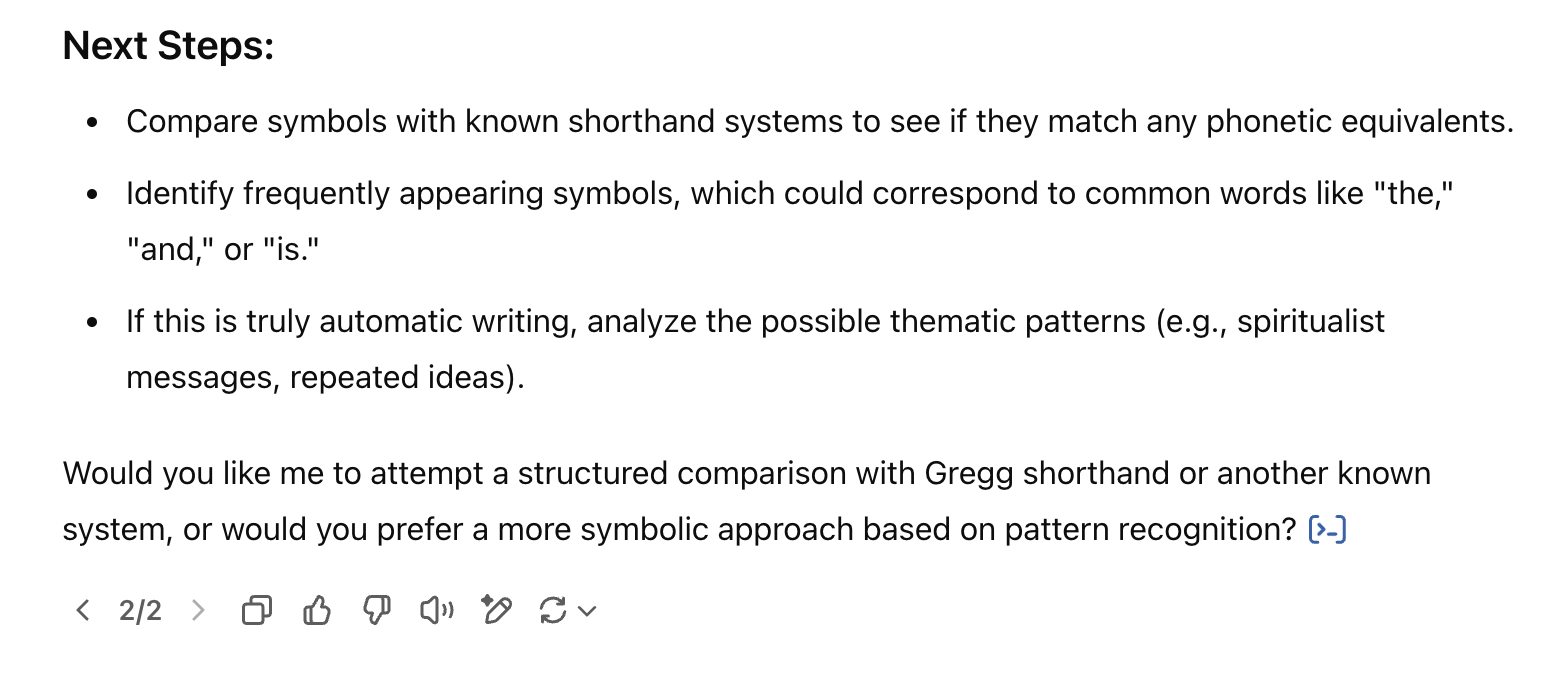 Next Steps:
Compare symbols with known shorthand systems to see if they match any phonetic equivalents.
Identify frequently appearing symbols, which could correspond to common words like "the,"
"and," or "is."
If this is truly automatic writing, analyze the possible thematic patterns (e.g., spiritualist
messages, repeated ideas).
Would you like me to attempt a structured comparison with Gregg shorthand or another known
system, or would you prefer a more symbolic approach based on pattern recognition? [>-]
2/2